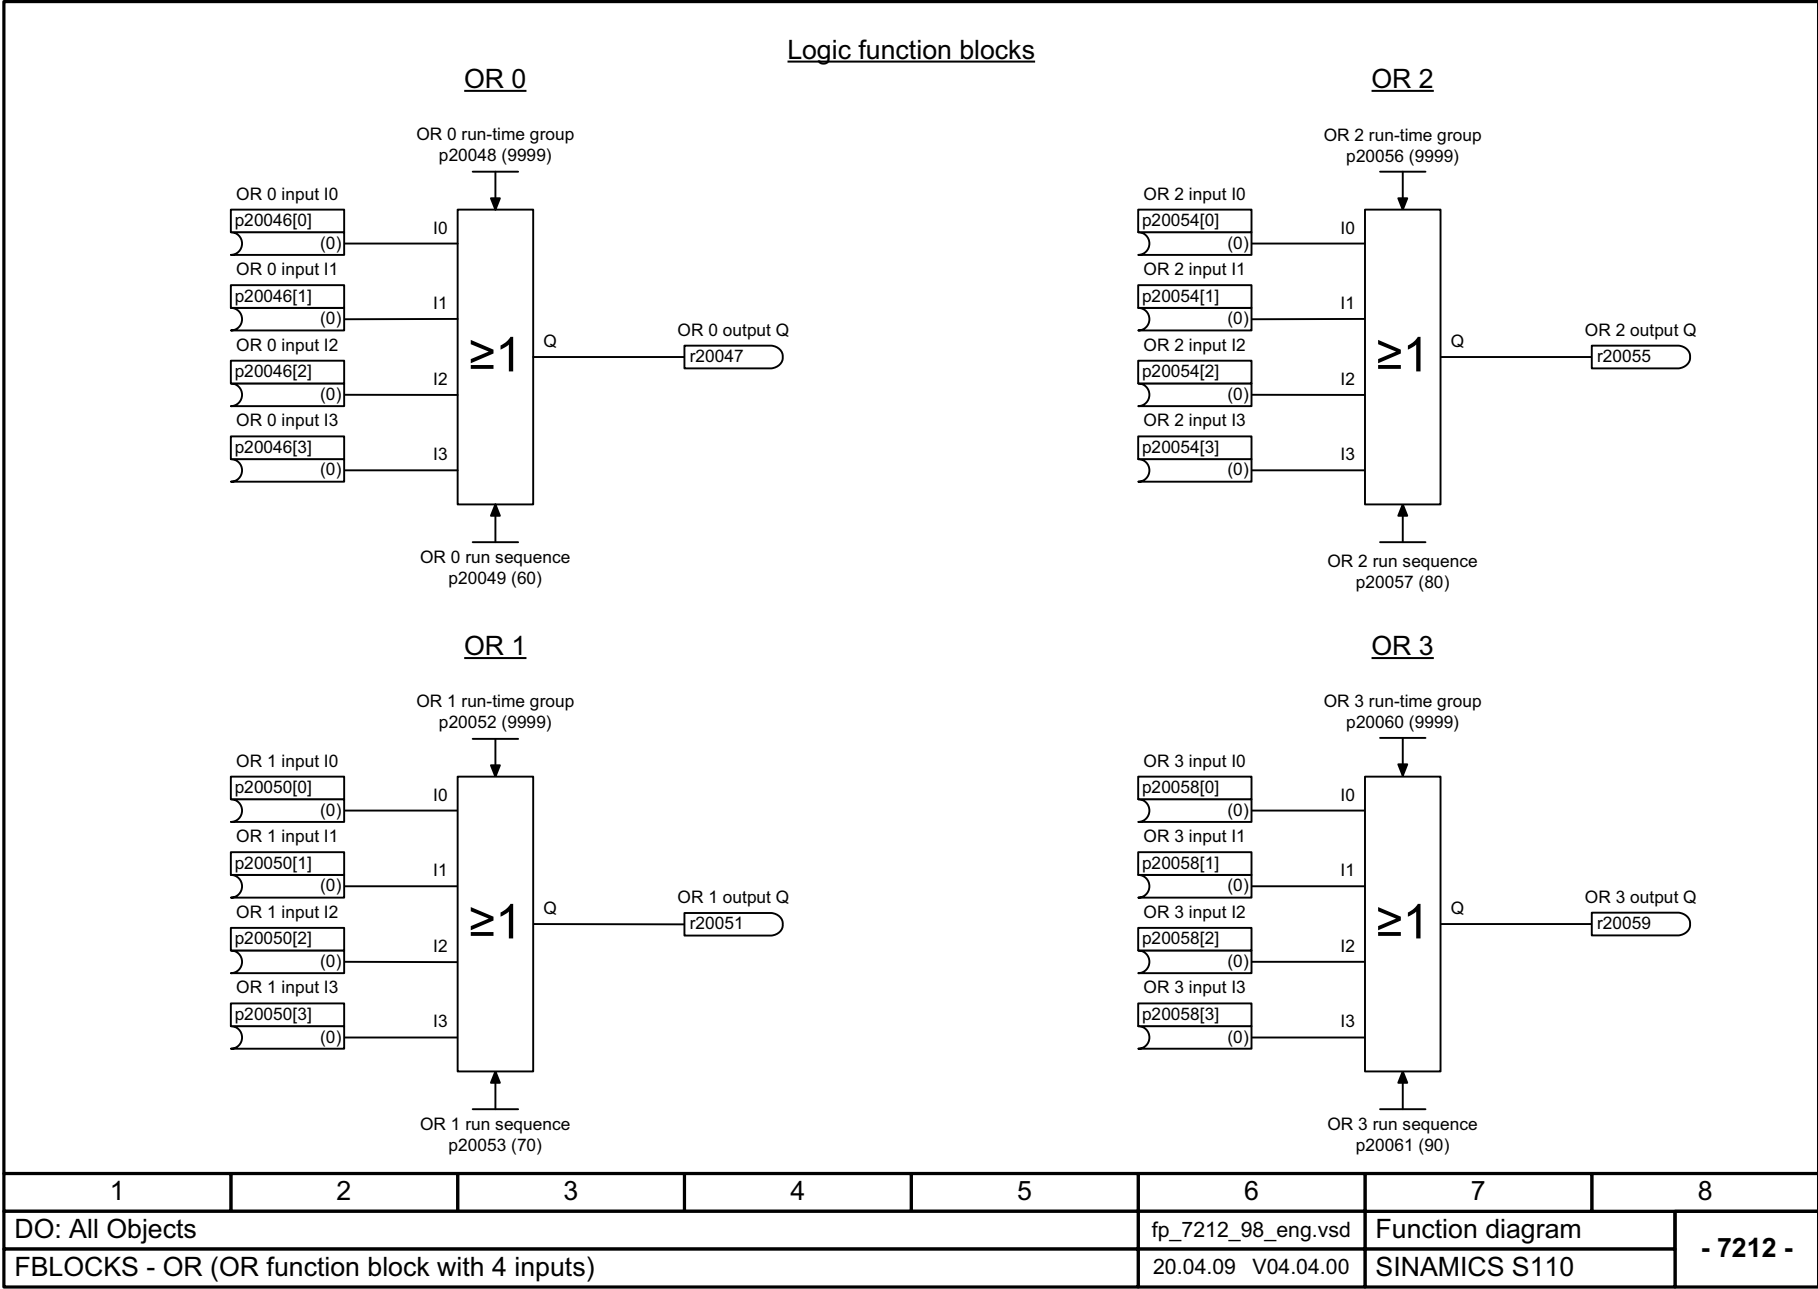 Logic function blocks
OR 0
OR 0 run-time group
p20048 (9999)
OR 0 input I0
p20046[0]
(0)
I0
OR 0 input I1
p20046[1]
(0)
I1
OR 0 input I2
p20046[2]
(0)
I2
OR 0 input I3
p20046[3]
(0)
I3
≥1
Q
OR 0 output Q
r20047
OR 0 run sequence
p20049 (60)
OR 2
OR 2 run-time group
p20056 (9999)
OR 2 input I0
p20054[0]
(0)
I0
OR 2 input I1
p20054[1]
(0)
I1
OR 2 input I2
p20054[2]
(0)
I2
OR 2 input I3
p20054[3]
(0)
I3
≥1
Q
OR 2 output Q
r20055
OR 2 run sequence
p20057 (80)
OR 1
OR 1 run-time group
p20052 (9999)
OR 1 input I0
p20050[0]
(0)
I0
OR 1 input I1
p20050[1]
(0)
I1
OR 1 input I2
p20050[2]
(0)
I2
OR 1 input I3
p20050[3]
(0)
I3
≥1
Q
OR 1 output Q
r20051
OR 1 run sequence
p20053 (70)
OR 3
OR 3 run-time group
p20060 (9999)
OR 3 input I0
p20058[0]
(0)
I0
OR 3 input I1
p20058[1]
(0)
I1
OR 3 input I2
p20058[2]
(0)
I2
OR 3 input I3
p20058[3]
(0)
I3
≥1
Q
OR 3 output Q
r20059
OR 3 run sequence
p20061 (90)
1 2 3 4 5 6 7 8
DO: All Objects
fp_7212_98_eng.vsd
Function diagram
- 7212 -
FBLOCKS - OR (OR function block with 4 inputs)
20.04.09 V04.04.00
SINAMICS S110